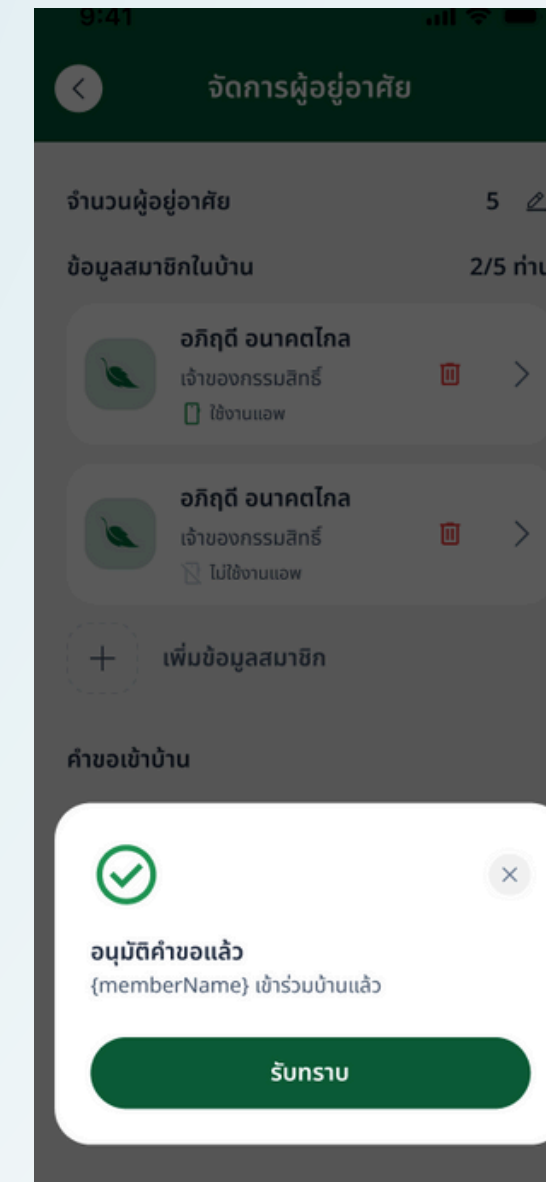 9:41
จัดการผู้อยู่อาศัย
จำนวนผู้อยู่อาศัย 5
ข้อมูลสมาชิกในบ้าน 2/5 ท่าน
อภิฤดี อนาคตไกล
เจ้าของกรรมสิทธิ์
ใช้งานแอพ
อภิฤดี อนาคตไกล
เจ้าของกรรมสิทธิ์
ไม่ใช้งานแอพ
เพิ่มข้อมูลสมาชิก
คำขอเข้าบ้าน
อนุมัติคำขอแล้ว
{memberName} เข้าร่วมบ้านแล้ว
รับทราบ